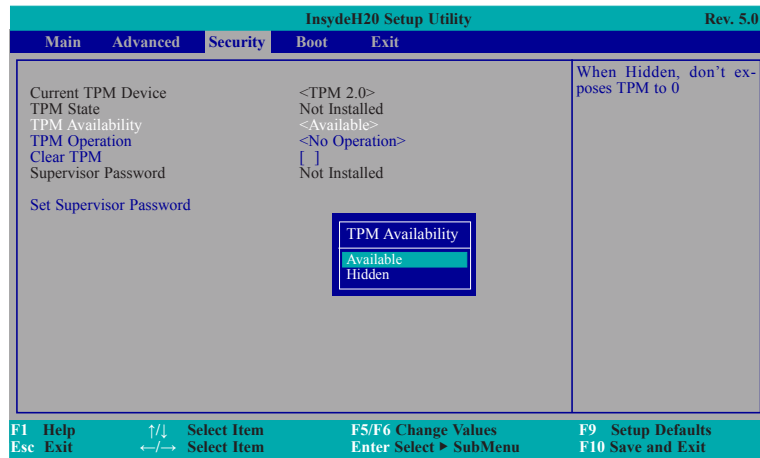 InsydeH20 Setup Utility Rev. 5.0
Main Advanced Security Boot Exit
Current TPM Device <TPM 2.0>
TPM State Not Installed
TPM Availability <Available>
TPM Operation <No Operation>
Clear TPM [ ]
Supervisor Password Not Installed
Set Supervisor Password
When Hidden, don't ex-
poses TPM to 0
TPM Availability
Available
Hidden
F1 Help ↑/↓ Select Item F5/F6 Change Values F9 Setup Defaults
Esc Exit ←/→ Select Item Enter Select ► SubMenu F10 Save and Exit